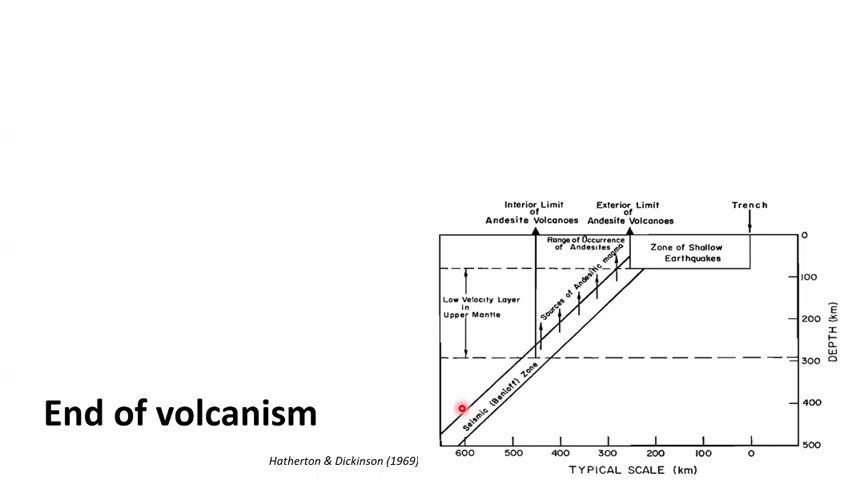 Interior Limit
of
Andesite Volcanoes
Exterior Limit
of
Andesite Volcanoes
Trench
Range of Occurrence
of Andesites
Zone of Shallow
Earthquakes
Sources of Andesitic magma
Low Velocity Layer
in
Upper Mantle
Seismic (Benioff) Zone
0
100
200
300
400
500
DEPTH (km)
600 500 400 300 200 100 0
TYPICAL SCALE (km)
End of volcanism
Hatherton & Dickinson (1969)